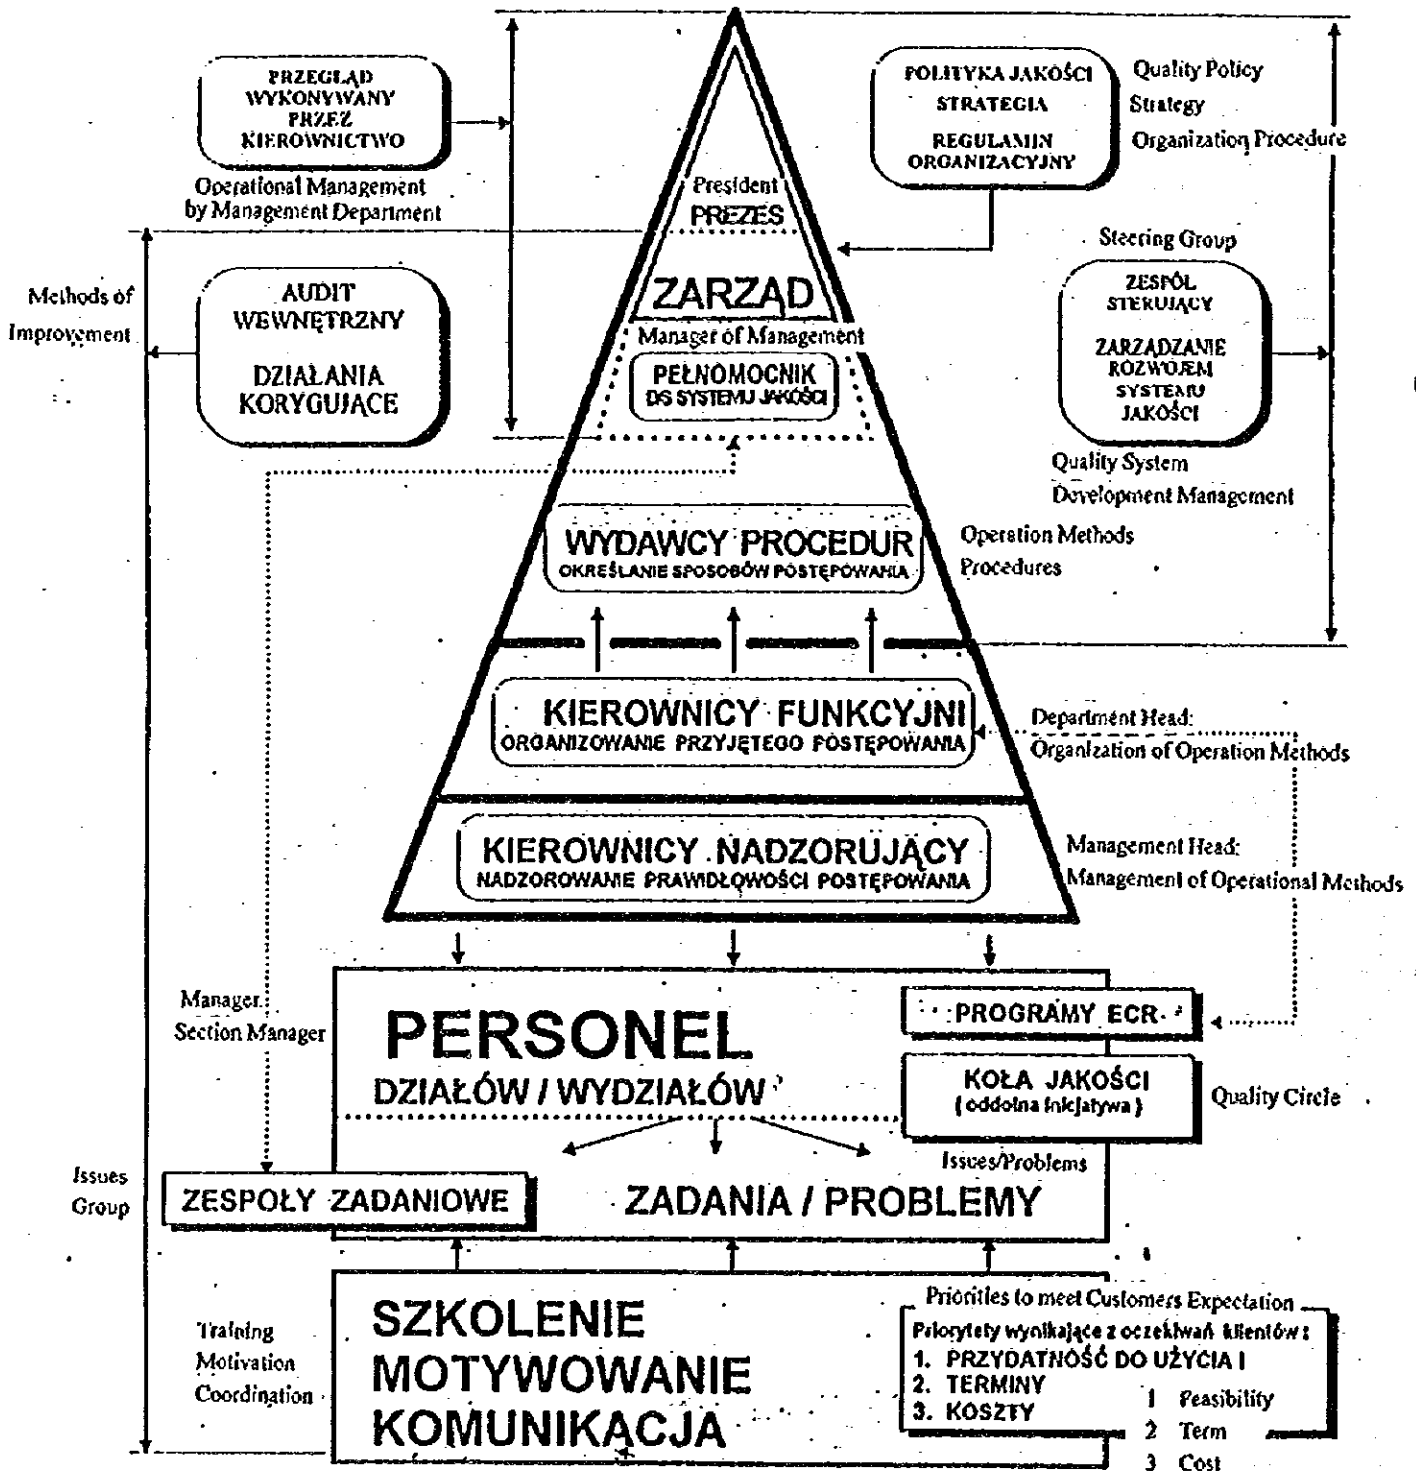 PRZEGLĄD
WYKONYWANY
PRZEZ
KIEROWNICTWO
Operational Management
by Management Department
POLITYKA JAKOŚCI
STRATEGIA
REGULAMIN
ORGANIZACYJNY
Quality Policy
Strategy
Organization Procedure
President
PREZES
ZARZĄD
Manager of Management
PEŁNOMOCNIK
DS SYSTEMU JAKOŚCI
Methods of
Improvement
AUDIT
WEWNĘTRZNY
DZIAŁANIA
KORYGUJĄCE
Steering Group
ZESPÓŁ
STERUJĄCY
ZARZĄDZANIE
ROZWOJEM
SYSTEMU
JAKOŚCI
Quality System
Development Management
WYDAWCY PROCEDUR
OKREŚLANIE SPOSOBÓW POSTĘPOWANIA
Operation Methods
Procedures
KIEROWNICY FUNKCYJNI
ORGANIZOWANIE PRZYJĘTEGO POSTĘPOWANIA
Department Head:
Organization of Operation Methods
KIEROWNICY NADZORUJĄCY
NADZOROWANIE PRAWIDŁOWOŚCI POSTĘPOWANIA
Management Head:
Management of Operational Methods
Manager
Section Manager
PERSONEL
DZIAŁÓW / WYDZIAŁÓW
PROGRAMY ECR
KOŁA JAKOŚCI
( oddolna inicjatywa )
Quality Circle
Issues
Group
ZESPOŁY ZADANIOWE
Issues/Problems
ZADANIA / PROBLEMY
Training
Motivation
Coordination
SZKOLENIE
MOTYWOWANIE
KOMUNIKACJA
Priorities to meet Customers Expectation
Priorytety wynikające z oczekiwań klientów :
1. PRZYDATNOŚĆ DO UŻYCIA I
2. TERMINY
3. KOSZTY
1 Feasibility
2 Term
3 Cost